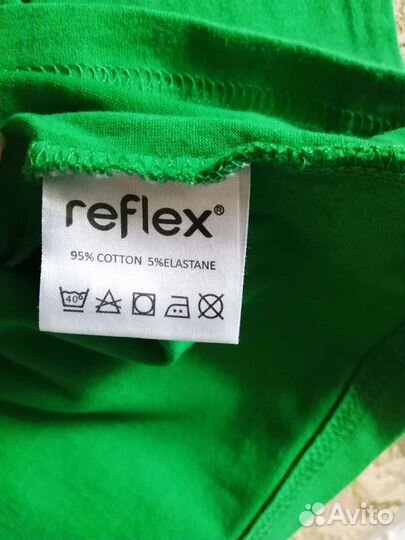 reflex®
95% COTTON 5%ELASTANE
40°
Avito